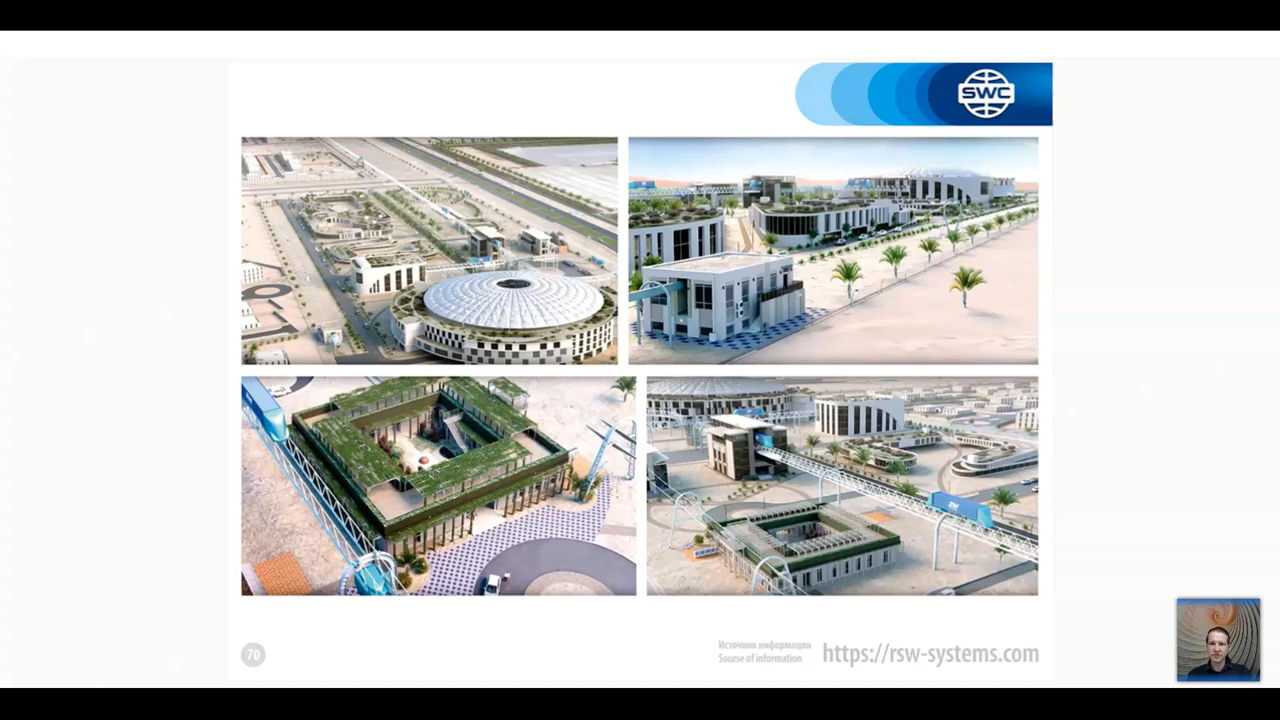 SWC
70
Источник информации
Sourse of information
https://rsw-systems.com